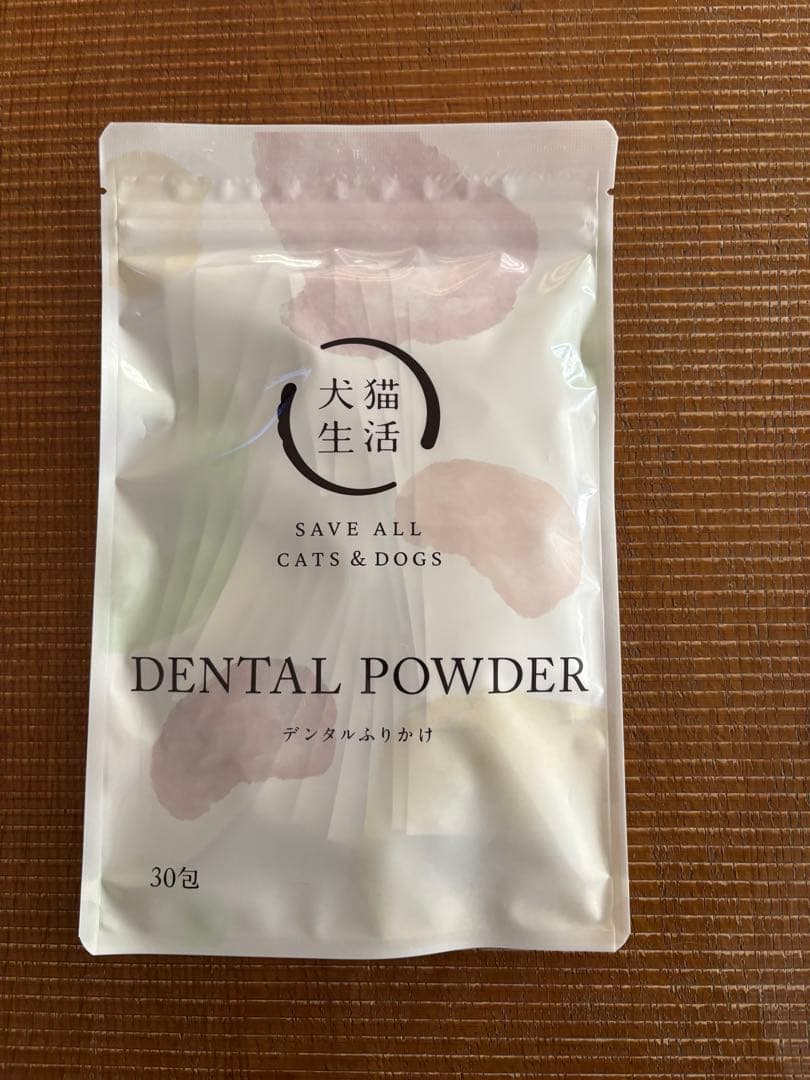 犬猫
生活
SAVE ALL
CATS & DOGS
DENTAL POWDER
デンタルふりかけ
30包